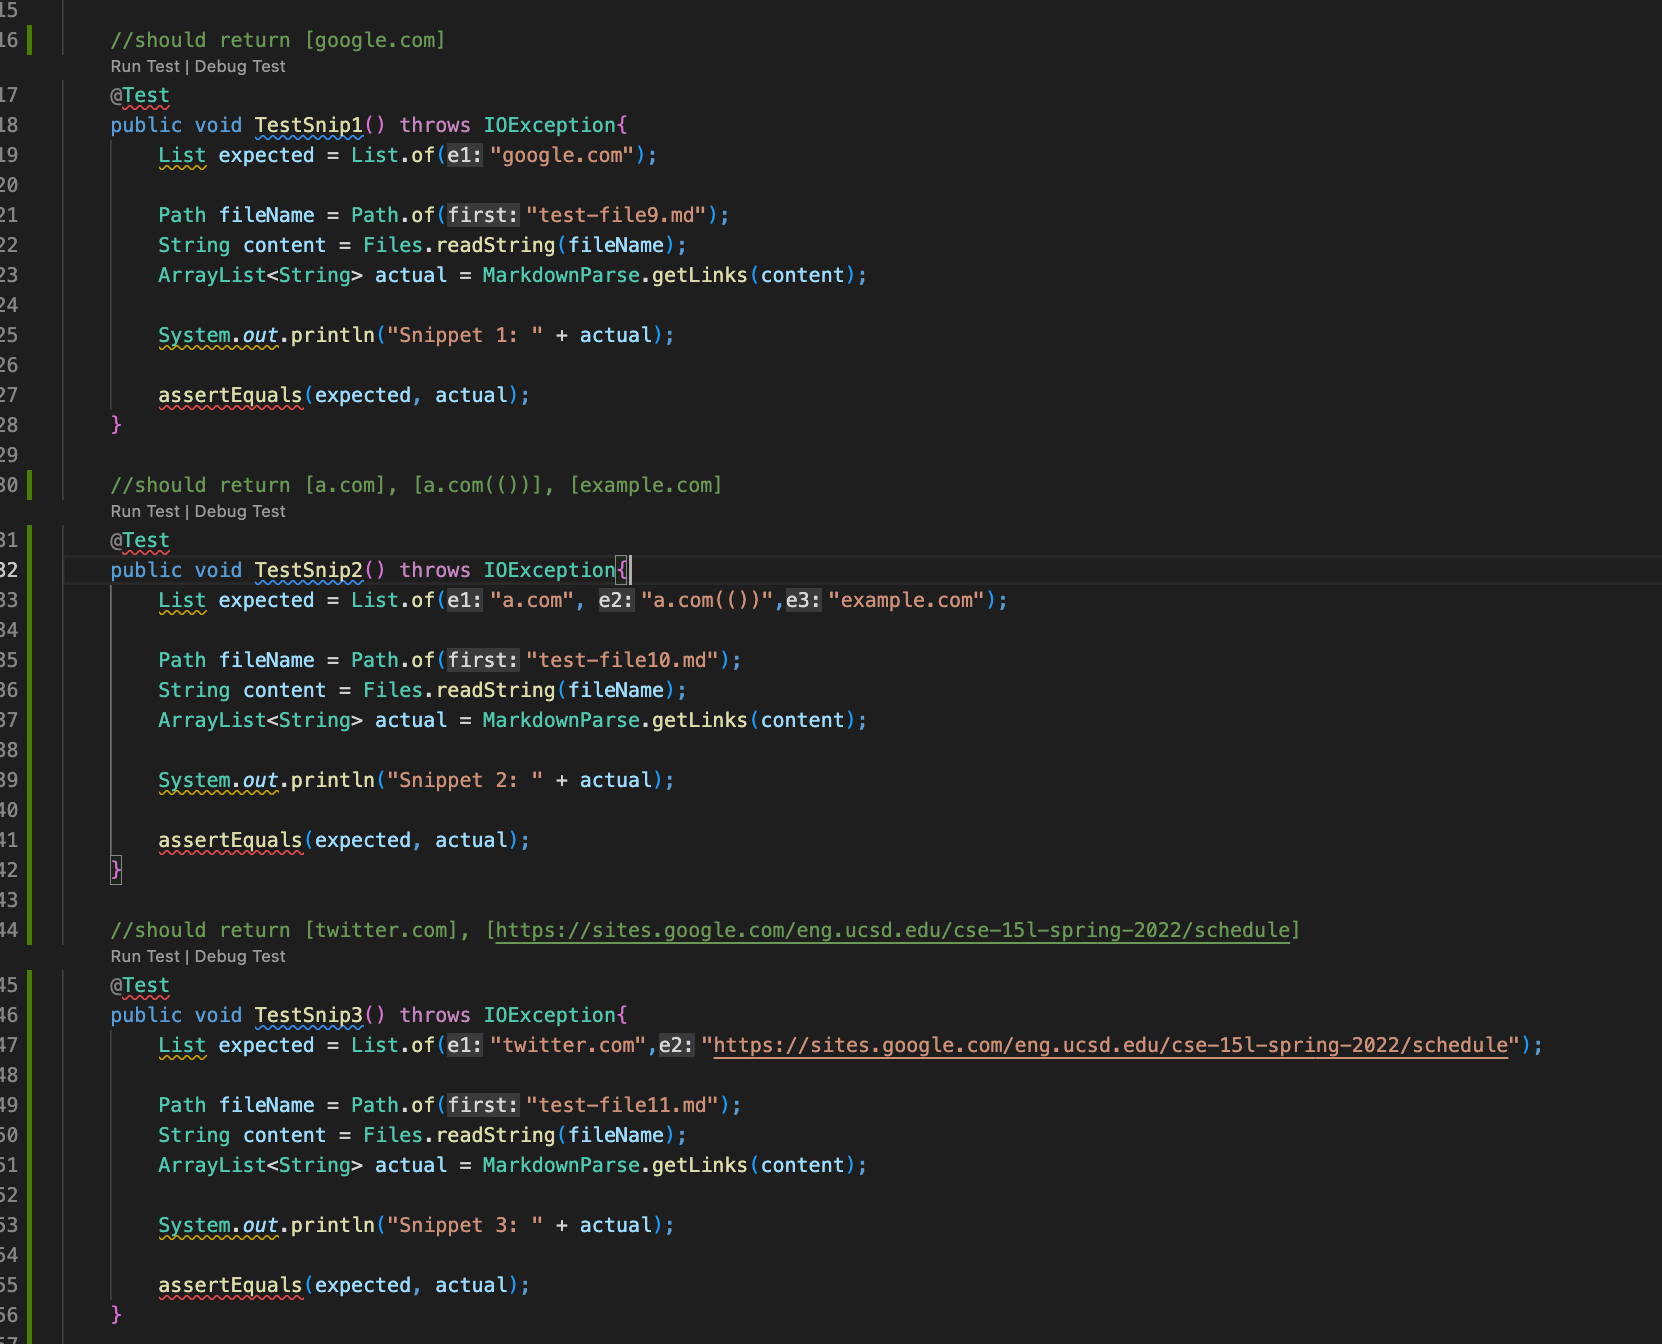 15
16 //should return [google.com]
Run Test | Debug Test
17 @Test
18 public void TestSnip1() throws IOException{
19 List expected = List.of(e1: "google.com");
20
21 Path fileName = Path.of(first: "test-file9.md");
22 String content = Files.readString(fileName);
23 ArrayList<String> actual = MarkdownParse.getLinks(content);
24
25 System.out.println("Snippet 1: " + actual);
26
27 assertEquals(expected, actual);
28 }
29
30 //should return [a.com], [a.com(())], [example.com]
Run Test | Debug Test
31 @Test
32 public void TestSnip2() throws IOException{
33 List expected = List.of(e1: "a.com", e2: "a.com(())",e3: "example.com");
34
35 Path fileName = Path.of(first: "test-file10.md");
36 String content = Files.readString(fileName);
37 ArrayList<String> actual = MarkdownParse.getLinks(content);
38
39 System.out.println("Snippet 2: " + actual);
40
41 assertEquals(expected, actual);
42 }
43
44 //should return [twitter.com], [https://sites.google.com/eng.ucsd.edu/cse-15l-spring-2022/schedule]
Run Test | Debug Test
45 @Test
46 public void TestSnip3() throws IOException{
47 List expected = List.of(e1: "twitter.com",e2: "https://sites.google.com/eng.ucsd.edu/cse-15l-spring-2022/schedule");
48
49 Path fileName = Path.of(first: "test-file11.md");
50 String content = Files.readString(fileName);
51 ArrayList<String> actual = MarkdownParse.getLinks(content);
52
53 System.out.println("Snippet 3: " + actual);
54
55 assertEquals(expected, actual);
56 }
57